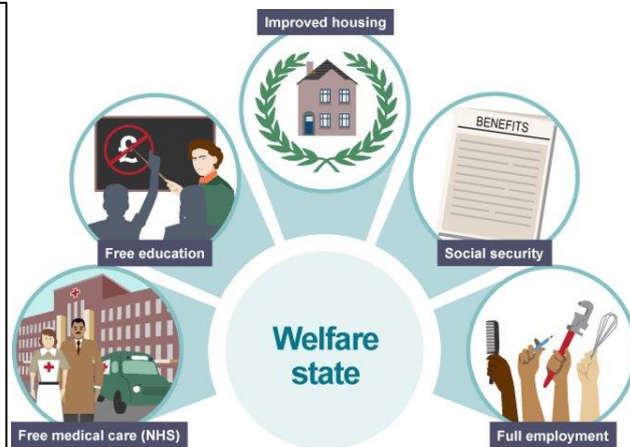 Improved housing
£
BENEFITS
Free education
Social security
Welfare
state
Free medical care (NHS)
Full employment